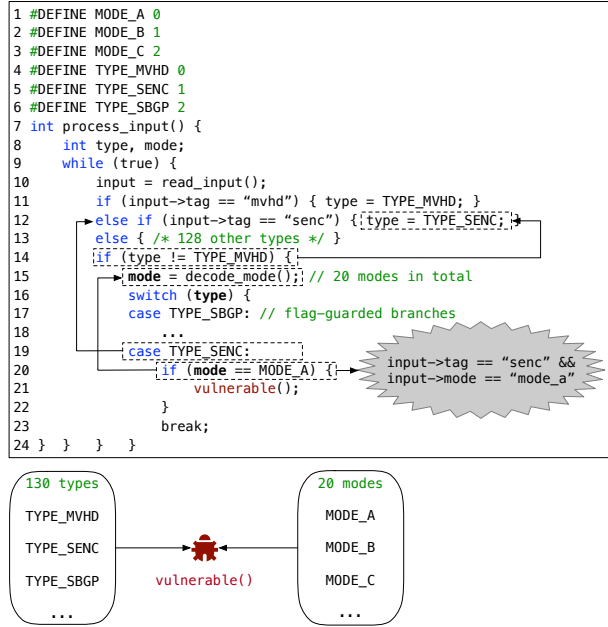 1 #DEFINE MODE_A 0
2 #DEFINE MODE_B 1
3 #DEFINE MODE_C 2
4 #DEFINE TYPE_MVHD 0
5 #DEFINE TYPE_SENC 1
6 #DEFINE TYPE_SBGP 2
7 int process_input() {
8 int type, mode;
9 while (true) {
10 input = read_input();
11 if (input->tag == “mvhd”) { type = TYPE_MVHD; }
12 else if (input->tag == “senc”) { type = TYPE_SENC; }
13 else { /* 128 other types */ }
14 if (type != TYPE_MVHD) {
15 mode = decode_mode(); // 20 modes in total
16 switch (type) {
17 case TYPE_SBGP: // flag-guarded branches
18 ...
19 case TYPE_SENC:
20 if (mode == MODE_A) {
21 vulnerable();
22 }
23 break;
24 } } } }
input->tag == “senc” &&
input->mode == “mode_a”
130 types
TYPE_MVHD
TYPE_SENC
TYPE_SBGP
...
vulnerable()
20 modes
MODE_A
MODE_B
MODE_C
...